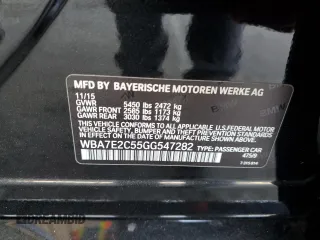 MFD BY BAYERISCHE MOTOREN WERKE AG
11/15
GVWR 5450 lbs 2472 kg
GAWR FRONT 2585 lbs 1173 kg
GAWR REAR 3030 lbs 1374 kg
THIS VEHICLE CONFORMS TO ALL APPLICABLE U.S. FEDERAL MOTOR
VEHICLE SAFETY, BUMPER, AND THEFT PREVENTION STANDARDS IN
EFFECT ON THE DATE OF MANUFACTURE SHOWN ABOVE.
WBA7E2C55GG547282 TYPE: PASSENGER CAR
475/9